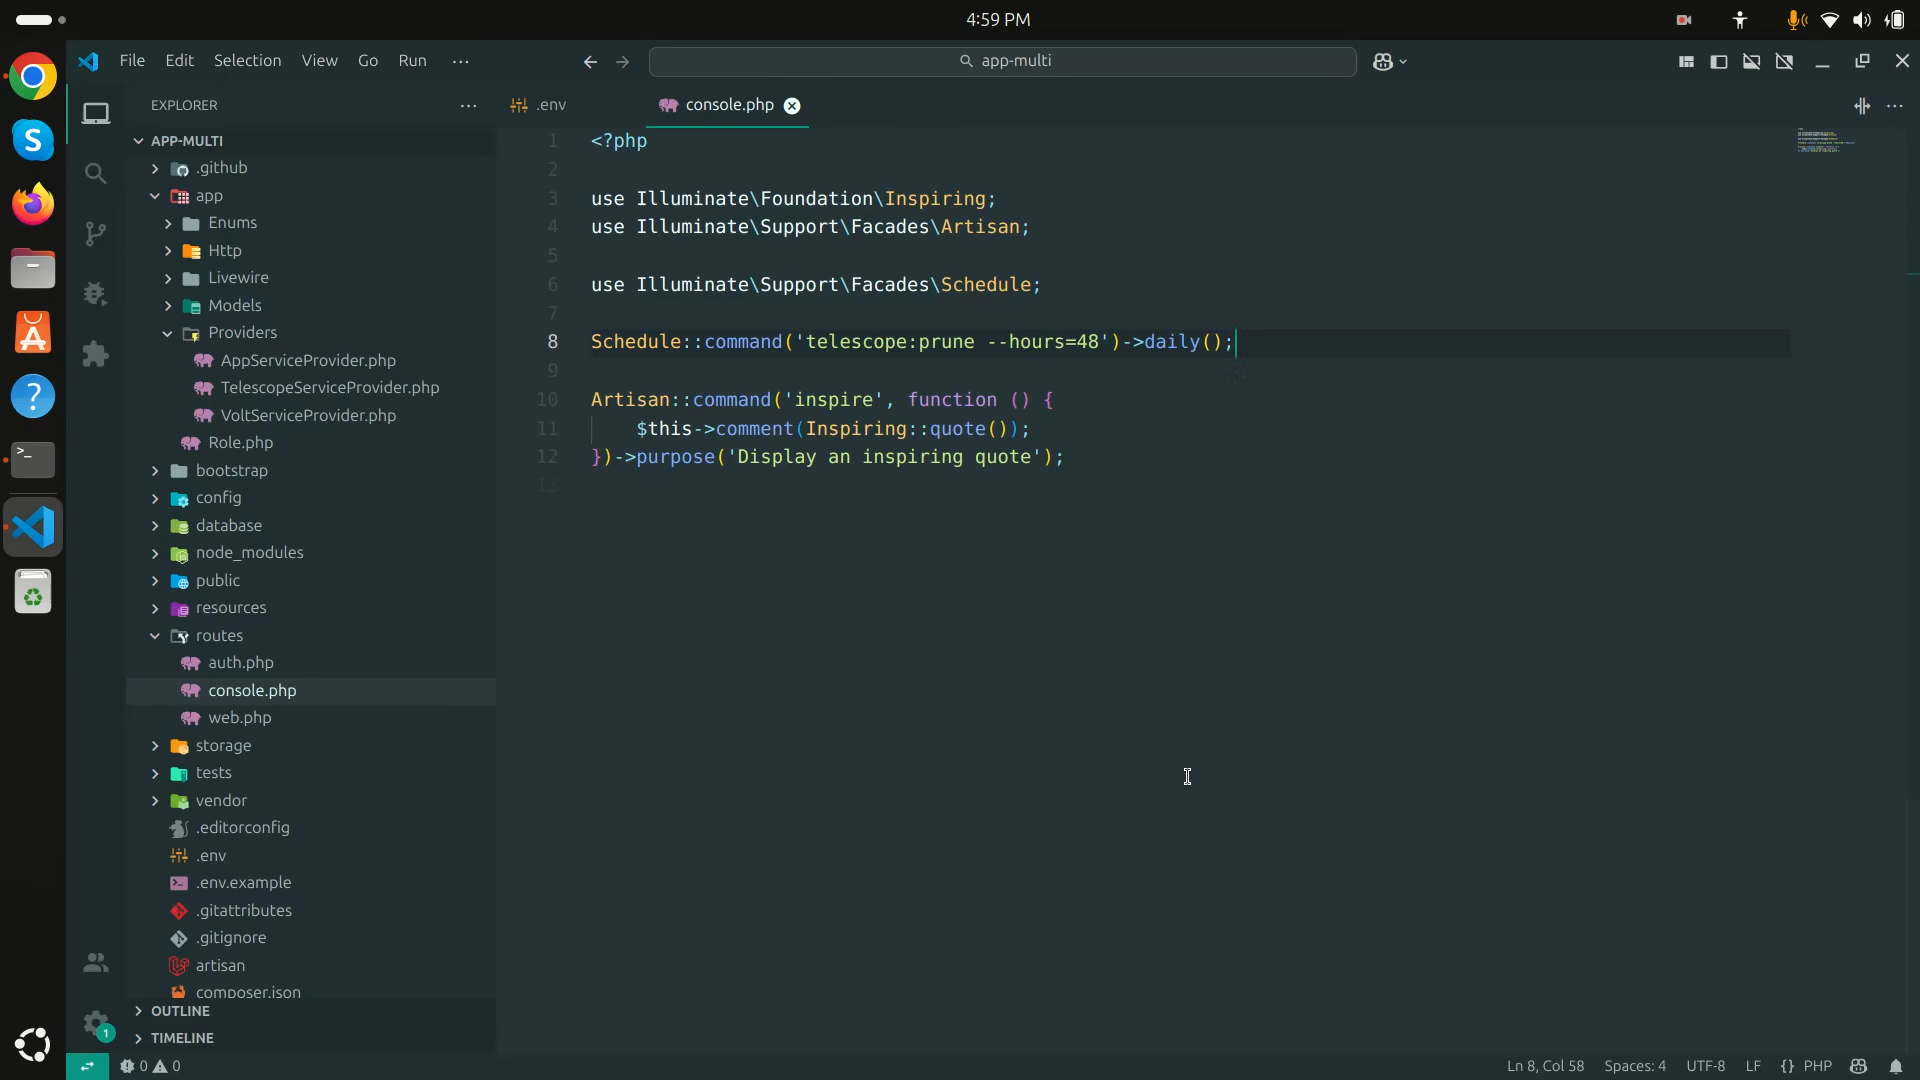 4:59 PM
File Edit Selection View Go Run ...
app-multi
EXPLORER
.env
console.php
APP-MULTI
.github
app
Enums
Http
Livewire
Models
Providers
AppServiceProvider.php
TelescopeServiceProvider.php
VoltServiceProvider.php
Role.php
bootstrap
config
database
node_modules
public
resources
routes
auth.php
console.php
web.php
storage
tests
vendor
.editorconfig
.env
.env.example
.gitattributes
.gitignore
artisan
composer.json
OUTLINE
TIMELINE
1 <?php
2
3 use Illuminate\Foundation\Inspiring;
4 use Illuminate\Support\Facades\Artisan;
5
6 use Illuminate\Support\Facades\Schedule;
7
8 Schedule::command('telescope:prune --hours=48')->daily();
9
10 Artisan::command('inspire', function () {
11 $this->comment(Inspiring::quote());
12 })->purpose('Display an inspiring quote');
13
1
0 0
Ln 8, Col 58 Spaces: 4 UTF-8 LF {} PHP